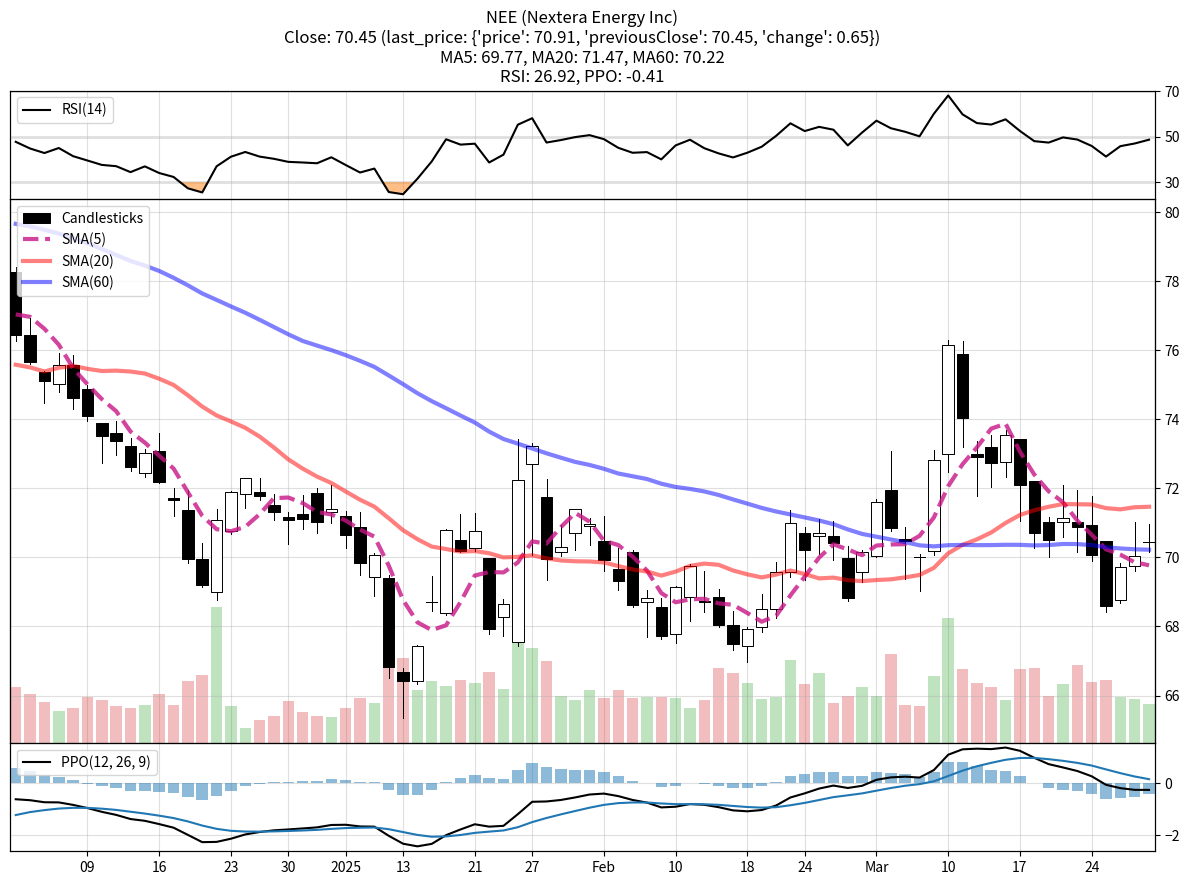 NEE (Nextera Energy Inc)
Close: 70.45 (last_price: {'price': 70.91, 'previousClose': 70.45, 'change': 0.65})
MA5: 69.77, MA20: 71.47, MA60: 70.22
RSI: 26.92, PPO: -0.41
RSI(14)
70
50
30
Candlesticks
SMA(5)
SMA(20)
SMA(60)
80
78
76
74
72
70
68
66
PPO(12, 26, 9)
0
−2
09 16 23 30 2025 13 21 27 Feb 10 18 24 Mar 10 17 24